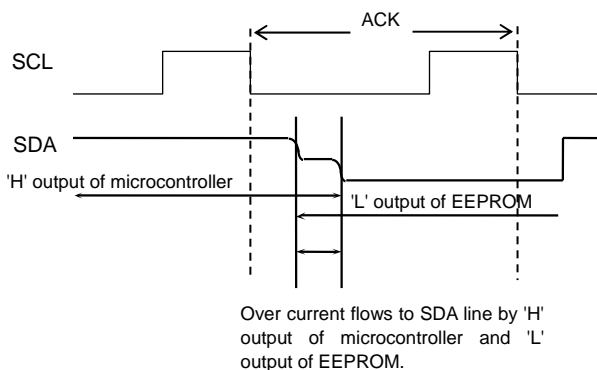 ACK
SCL
SDA
'H' output of microcontroller
'L' output of EEPROM
Over current flows to SDA line by 'H'
output of microcontroller and 'L'
output of EEPROM.